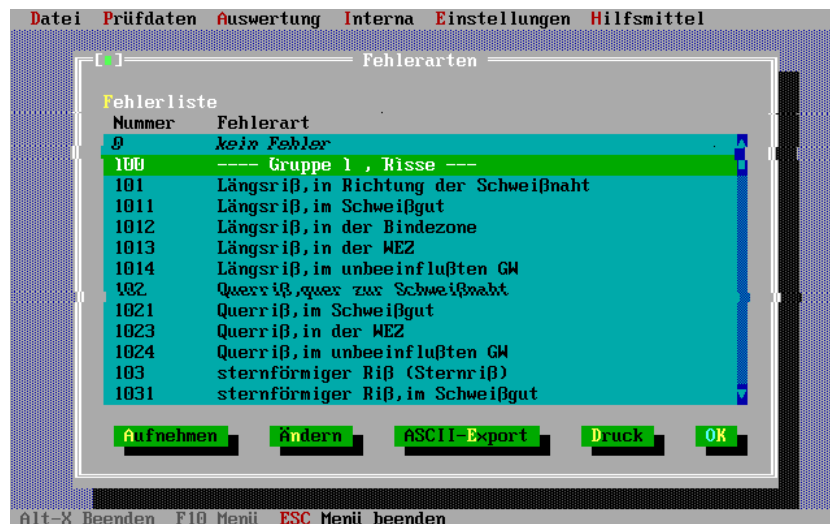 Datei Prüfdaten Auswertung Interna Einstellungen Hilfsmittel
Fehlerarten
Fehlerliste
Nummer Fehlerart
0 kein Fehler
100 ---- Gruppe 1 , Risse ---
101 Längsriß,in Richtung der Schweißnaht
1011 Längsriß,im Schweißgut
1012 Längsriß,in der Bindezone
1013 Längsriß,in der WEZ
1014 Längsriß,im unbeeinflußten GW
102 Querriß,quer zur Schweißnaht
1021 Querriß,im Schweißgut
1023 Querriß,in der WEZ
1024 Querriß,im unbeeinflußten GW
103 sternförmiger Riß (Sternriß)
1031 sternförmiger Riß,im Schweißgut
Aufnehmen Ändern ASCII-Export Druck OK
Alt-X Beenden F10 Menü ESC Menü beenden